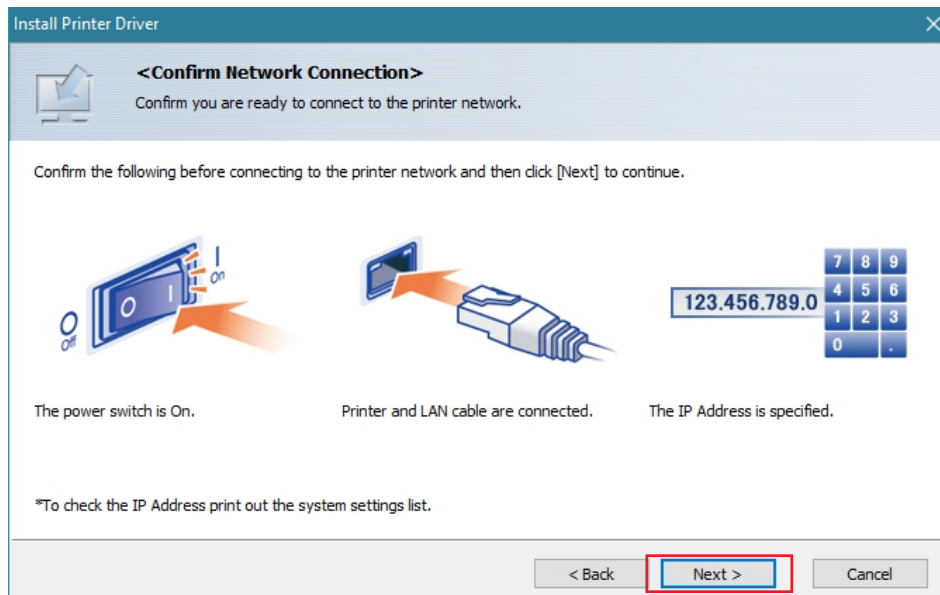 Install Printer Driver
<Confirm Network Connection>
Confirm you are ready to connect to the printer network.
Confirm the following before connecting to the printer network and then click [Next] to continue.
O
Off
O I
I
On
123.456.789.0
7 8 9
4 5 6
1 2 3
0 .
The power switch is On.
Printer and LAN cable are connected.
The IP Address is specified.
*To check the IP Address print out the system settings list.
< Back
Next >
Cancel